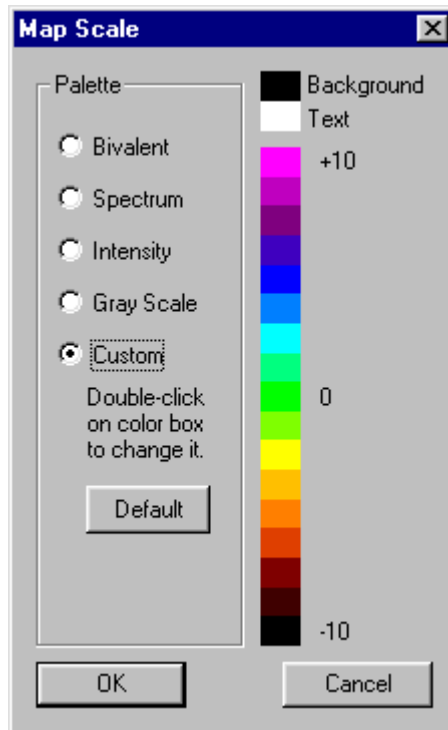 Map Scale
Palette
Bivalent
Spectrum
Intensity
Gray Scale
Custom
Double-click
on color box
to change it.
Default
Background
Text
+10
0
-10
OK
Cancel